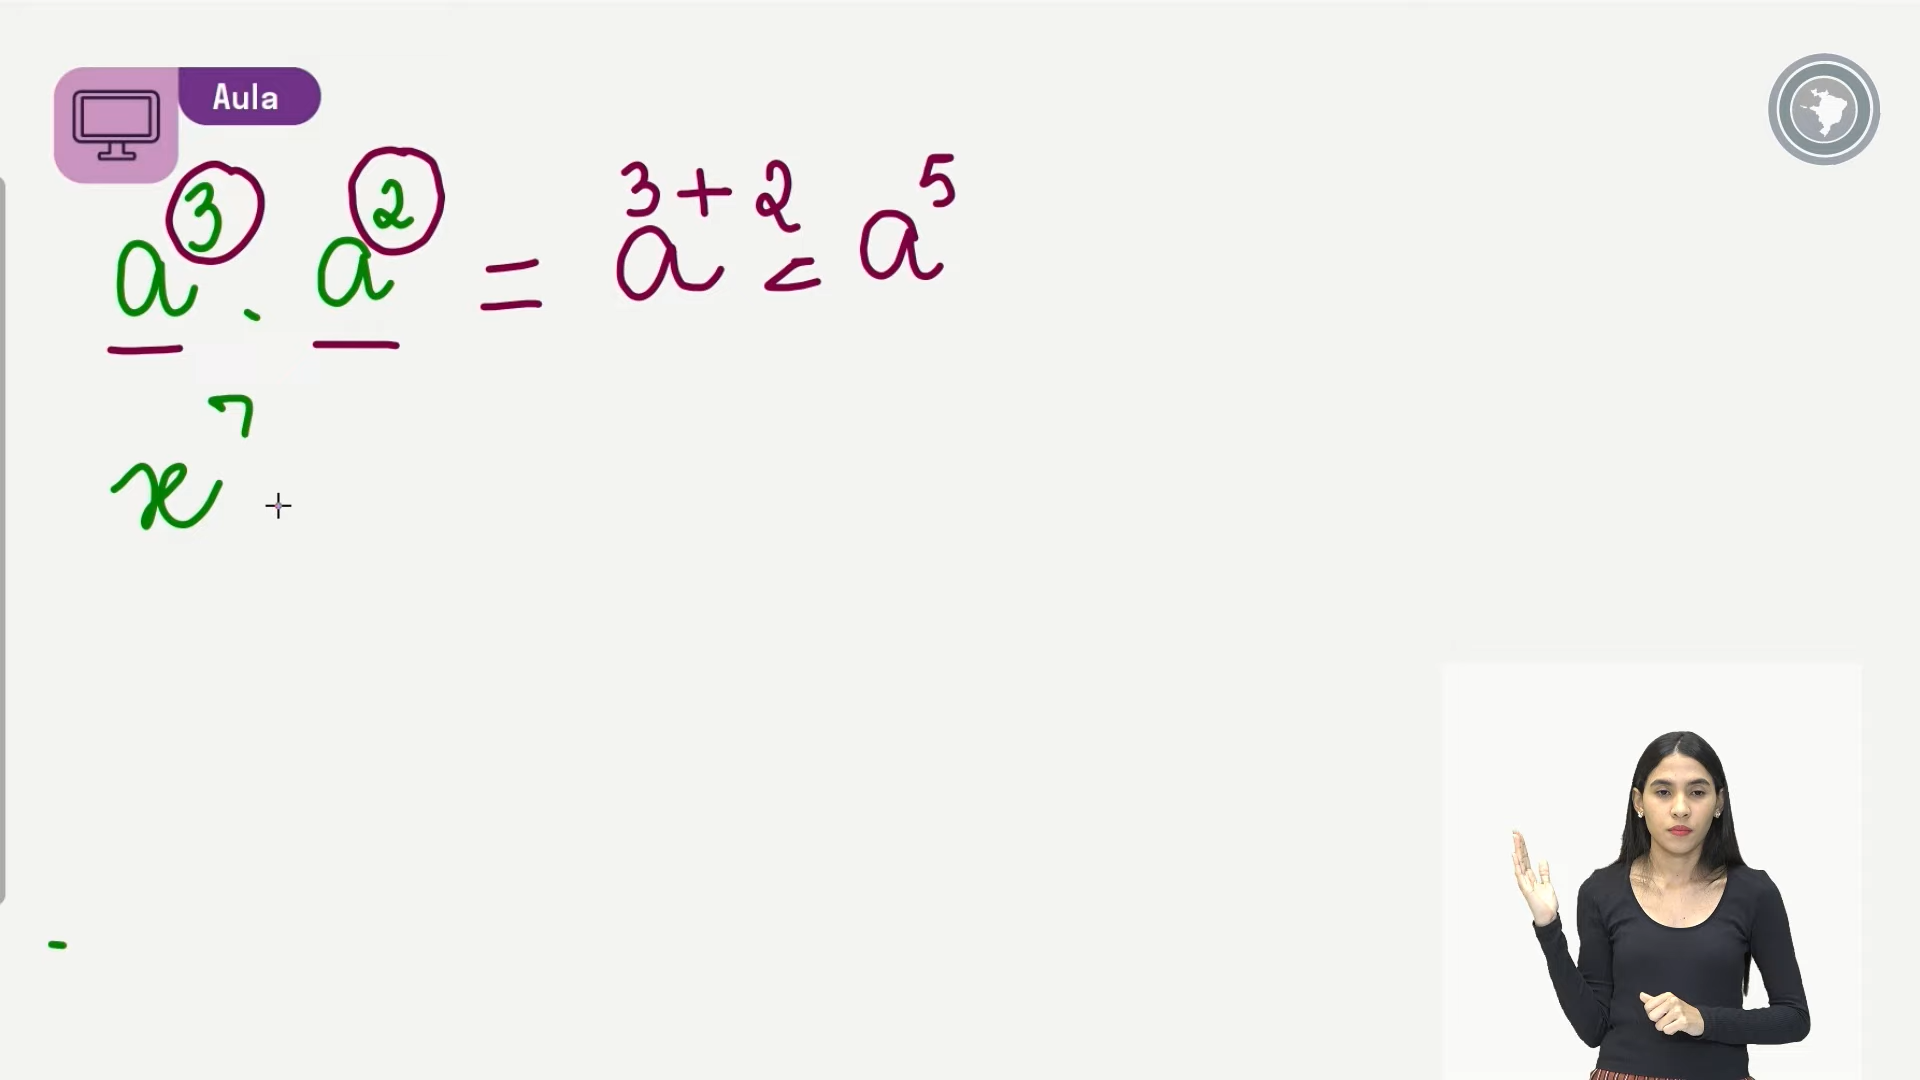 Aula
a³ · a² = a³⁺² = a⁵
x⁷